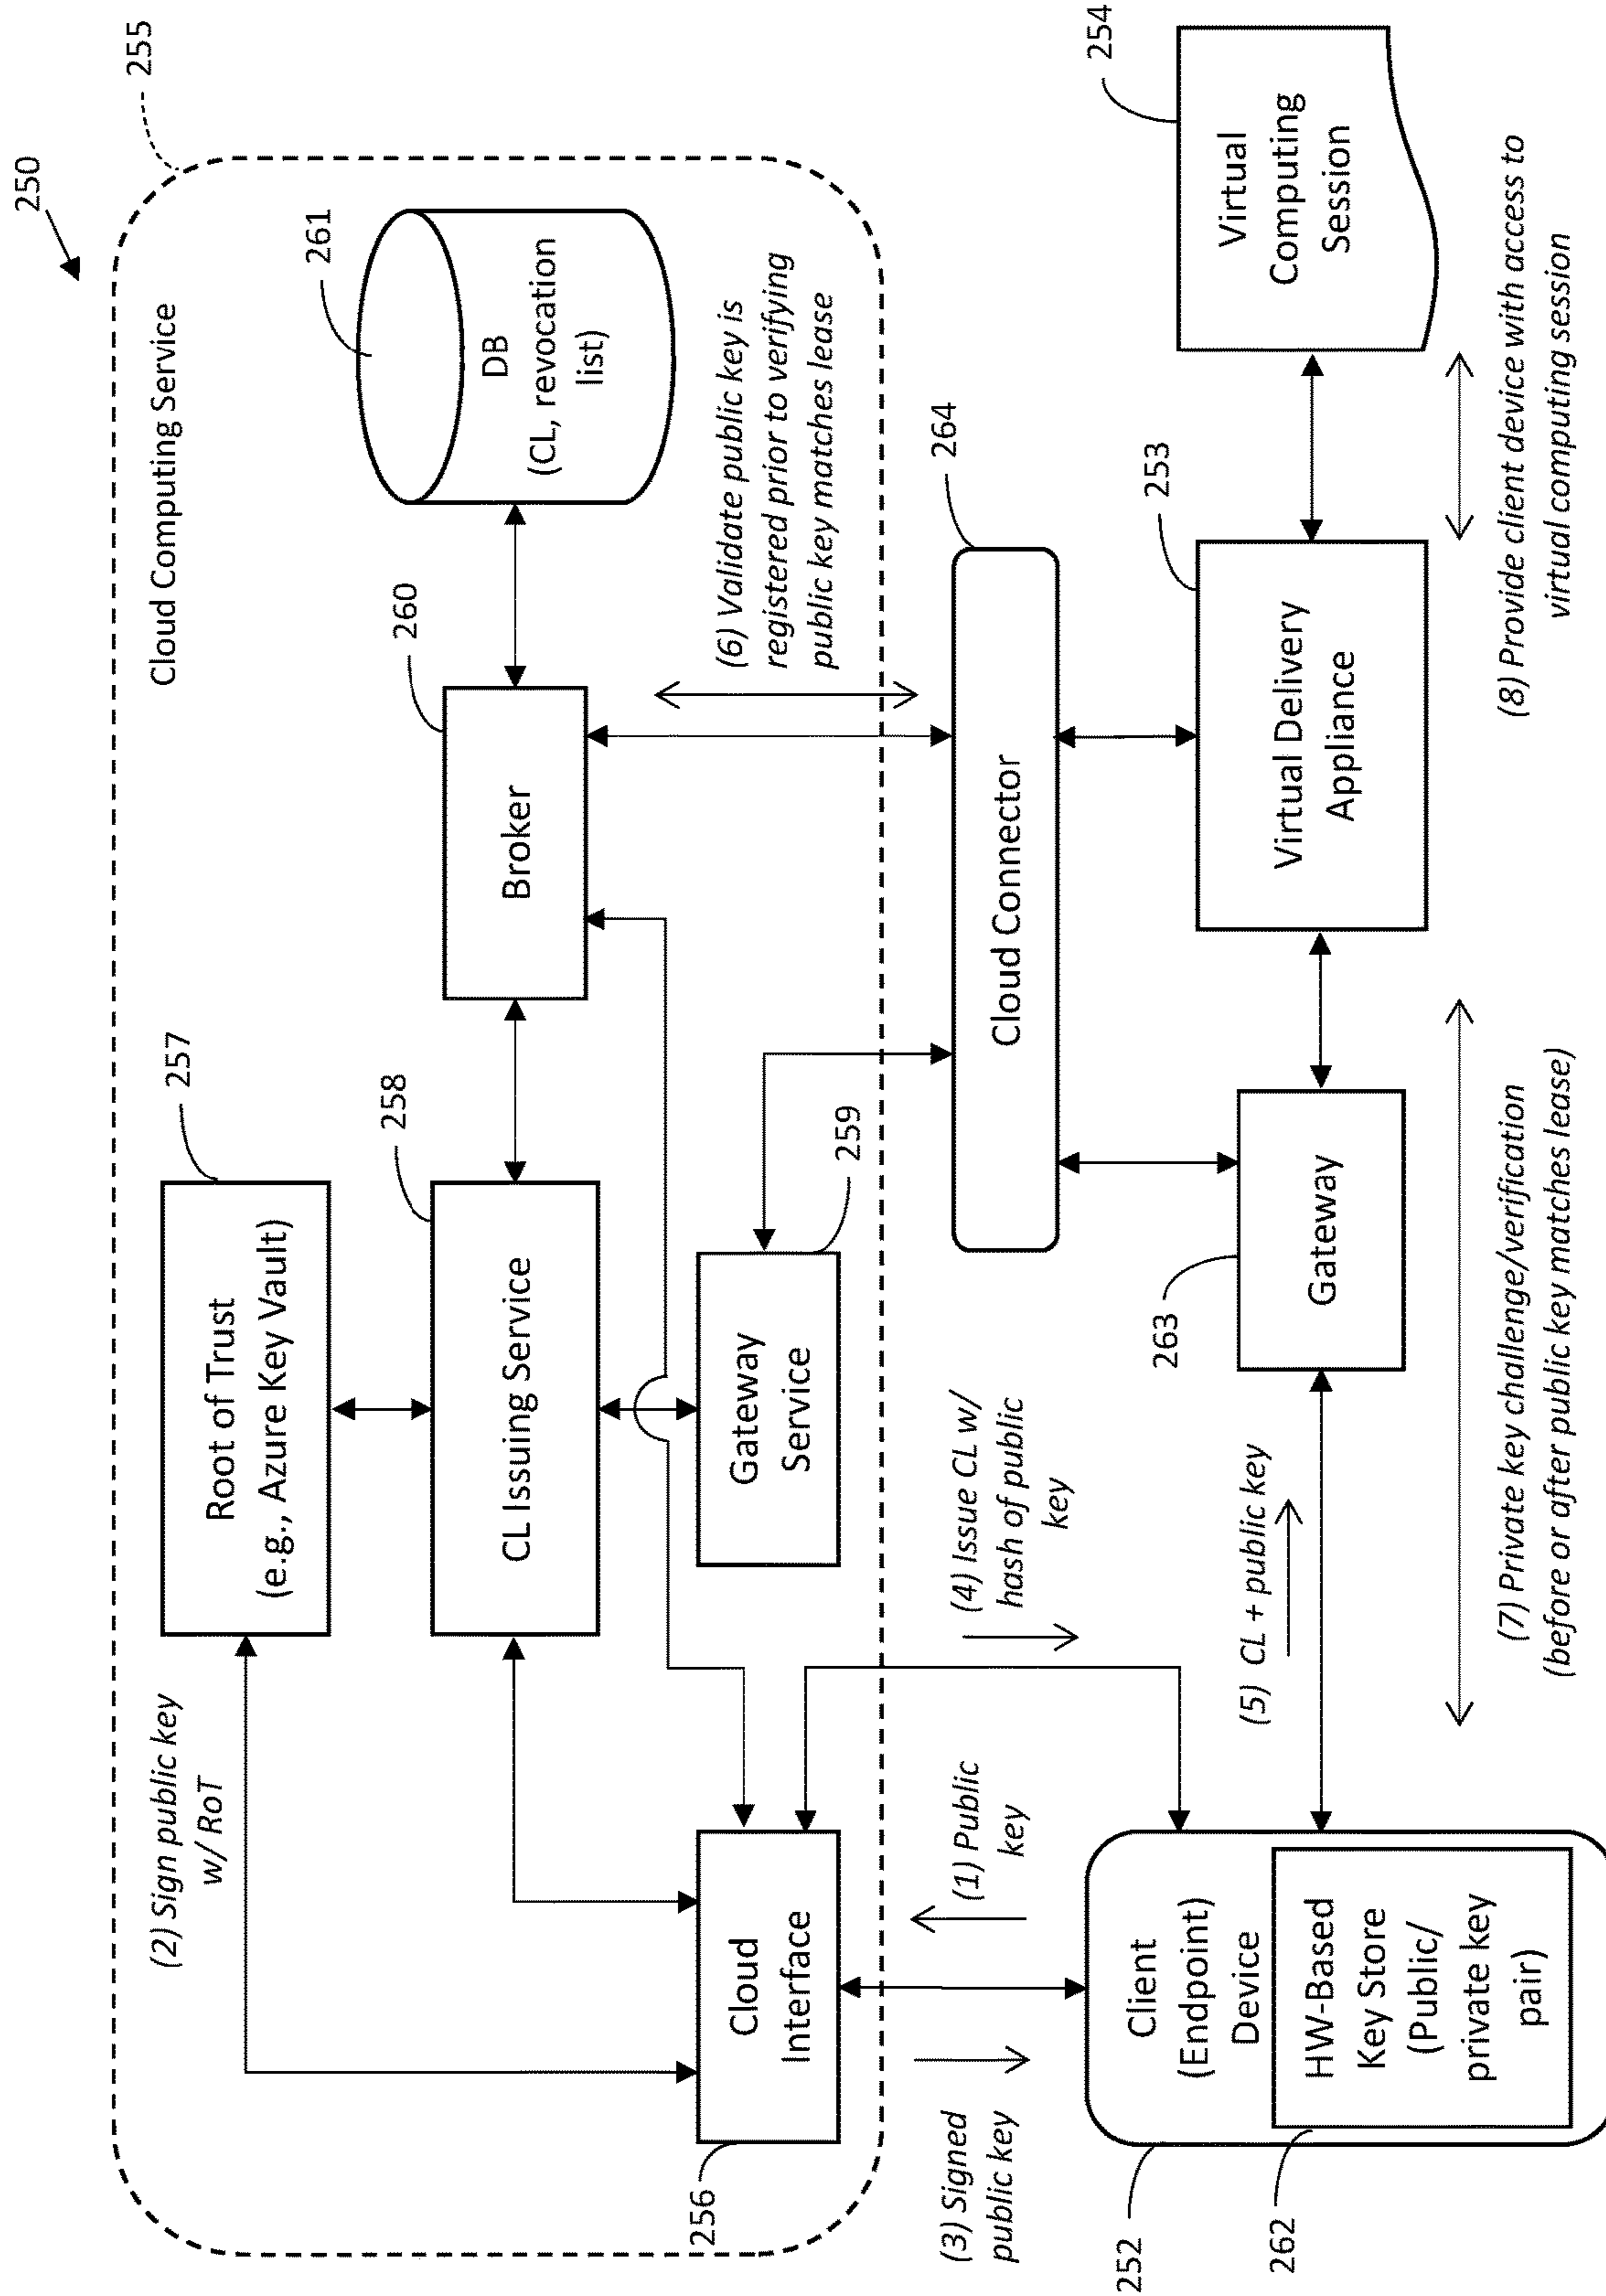 250
255
Cloud Computing Service
(2) Sign public key
w/ RoT
Root of Trust
(e.g., Azure Key Vault)
257
CL Issuing Service
258
Broker
260
DB
(CL, revocation
list)
261
Cloud
Interface
256
Gateway
Service
259
(6) Validate public key is
registered prior to verifying
public key matches lease
(3) Signed
public key
(1) Public
key
(4) Issue CL w/
hash of public
key
Cloud Connector
264
Client
(Endpoint)
Device
HW-Based
Key Store
(Public/
private key
pair)
252
262
(5) CL + public key
Gateway
263
Virtual Delivery
Appliance
253
Virtual
Computing
Session
254
(7) Private key challenge/verification
(before or after public key matches lease)
(8) Provide client device with access to
virtual computing session